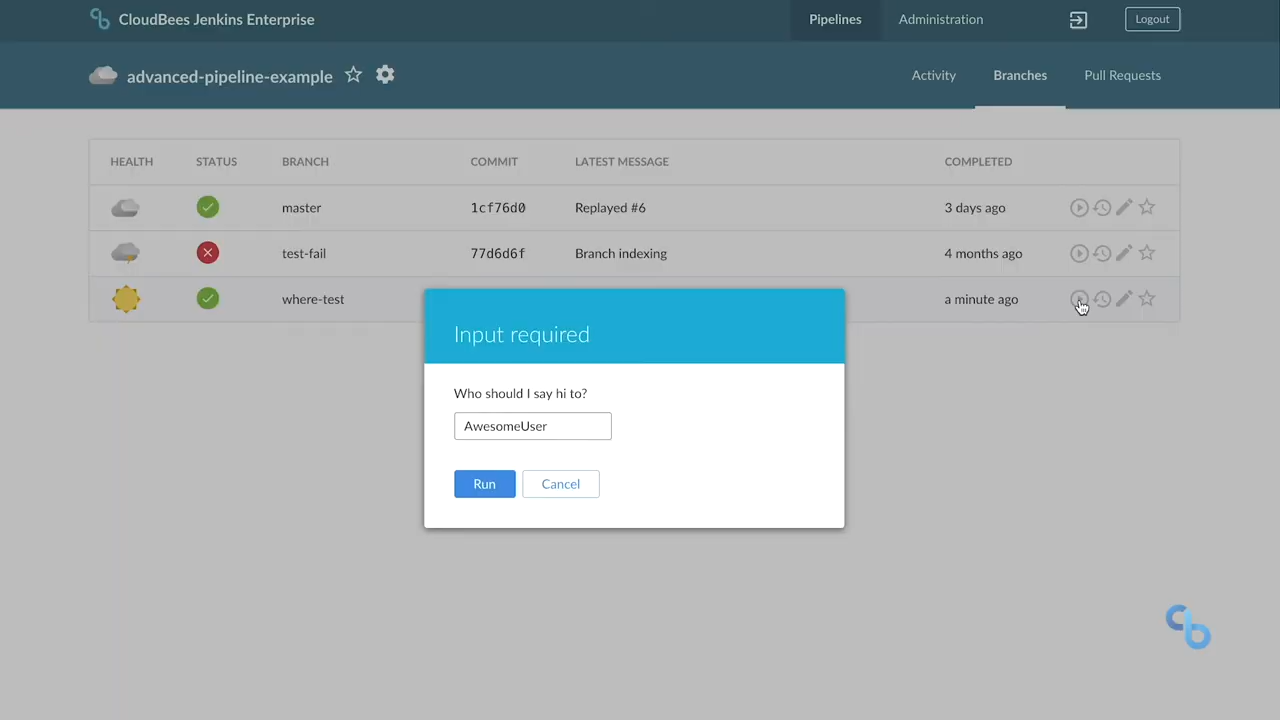 CloudBees Jenkins Enterprise Pipelines Administration Logout
advanced-pipeline-example Activity Branches Pull Requests
HEALTH STATUS BRANCH COMMIT LATEST MESSAGE COMPLETED
master 1cf76d0 Replayed #6 3 days ago
test-fail 77d6d6f Branch indexing 4 months ago
where-test a minute ago
Input required
Who should I say hi to?
AwesomeUser
Run Cancel